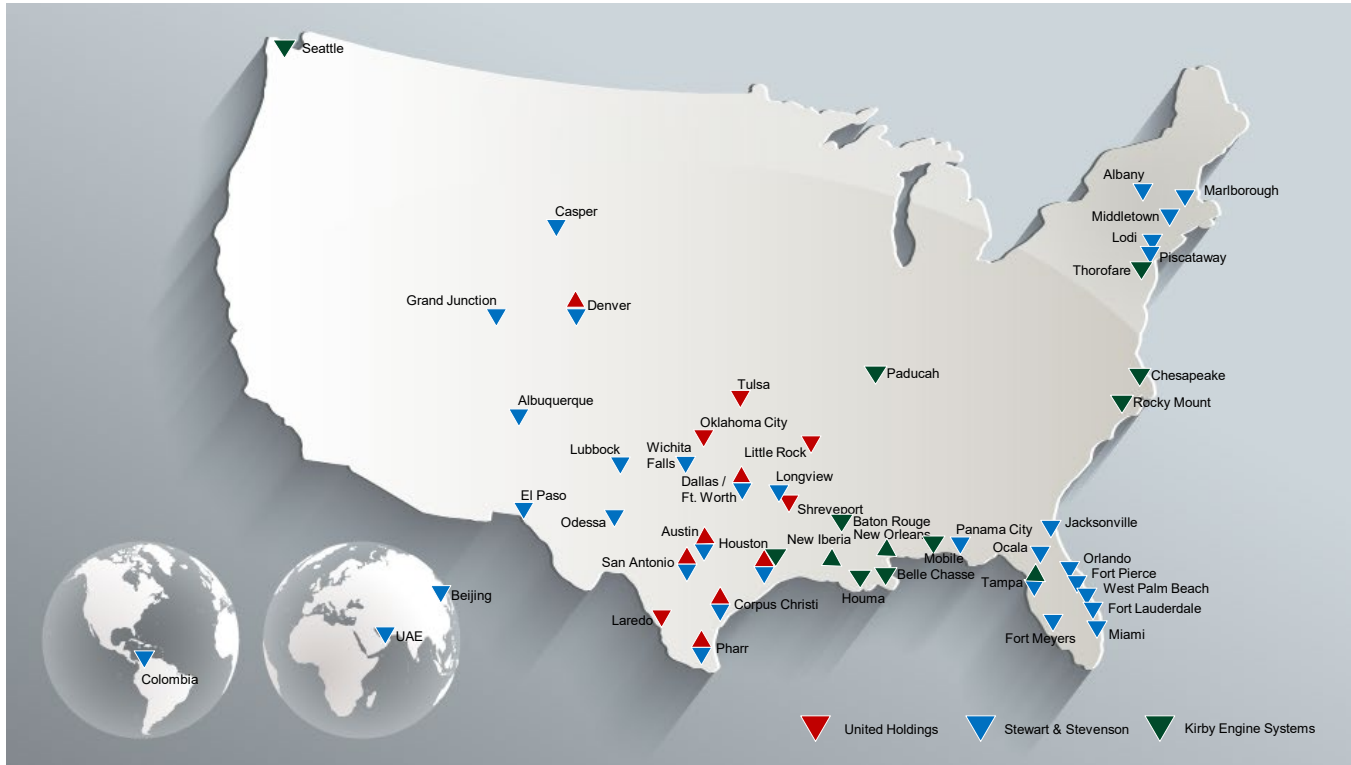 Seattle
Albany
Marlborough
Casper
Middletown
Lodi
Piscataway
Thorofare
Grand Junction
Denver
Paducah
Chesapeake
Tulsa
Rocky Mount
Albuquerque
Oklahoma City
Lubbock
Wichita
Falls
Little Rock
Dallas /
Ft. Worth
Longview
El Paso
Odessa
Shreveport
Baton Rouge
Jacksonville
Austin
Houston
New Iberia
New Orleans
Panama City
Mobile
Ocala
San Antonio
Orlando
Belle Chasse
Fort Pierce
Tampa
West Palm Beach
Houma
Beijing
Corpus Christi
Fort Lauderdale
Laredo
UAE
Fort Meyers
Miami
Pharr
Colombia
United Holdings
Stewart & Stevenson
Kirby Engine Systems